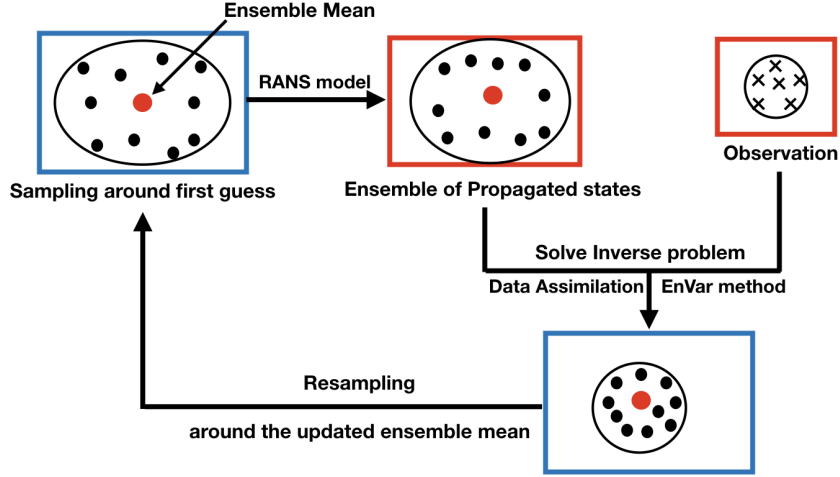 Ensemble Mean
RANS model
Sampling around first guess
Ensemble of Propagated states
Observation
Solve Inverse problem
Data Assimilation
EnVar method
Resampling
around the updated ensemble mean